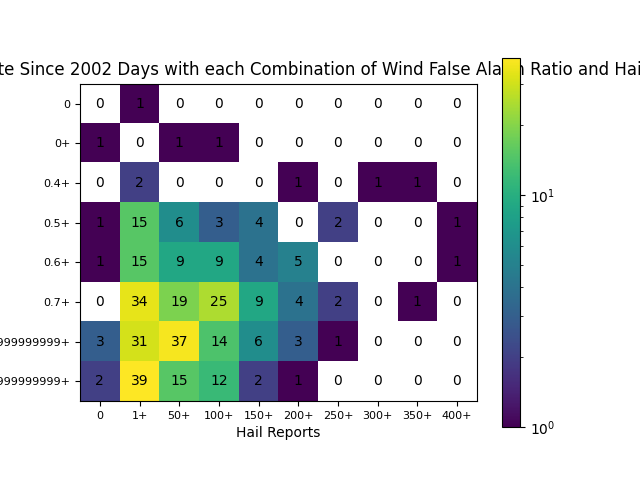 te Since 2002 Days with each Combination of Wind False Alarm Ratio and Hai
0 0 1 0 0 0 0 0 0 0 0
0+ 1 0 1 1 0 0 0 0 0 0
0.4+ 0 2 0 0 0 1 0 1 1 0
0.5+ 1 15 6 3 4 0 2 0 0 1
0.6+ 1 15 9 9 4 5 0 0 0 1
0.7+ 0 34 19 25 9 4 2 0 1 0
999999999+ 3 31 37 14 6 3 1 0 0 0
999999999+ 2 39 15 12 2 1 0 0 0 0
0 1+ 50+ 100+ 150+ 200+ 250+ 300+ 350+ 400+
Hail Reports
10^1
10^0